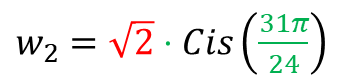 w₂ = √2 · Cis(31π/24)